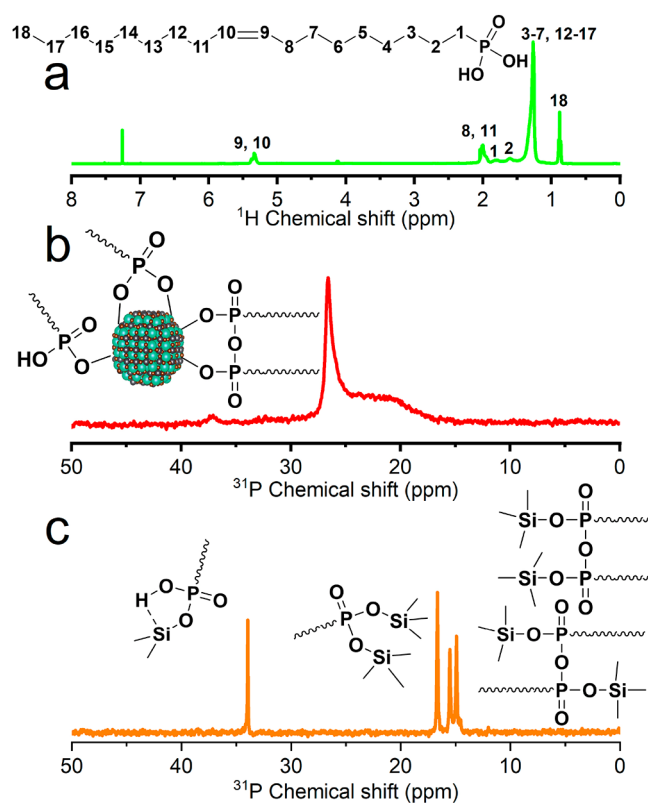 18 16 14 12 10 9 7 5 3 1 O
17 15 13 11 8 6 4 2 P OH
HO
3-7, 12-17
a
18
9, 10
8, 11
1 2
8 7 6 5 4 3 2 1 0
¹H Chemical shift (ppm)
b
O
P
O O
O
P
HO O
O
O P
O
O P
O
50 40 30 20 10 0
³¹P Chemical shift (ppm)
c
H O
P O
Si O
O
P O Si
O
Si
O
Si O P
O
Si O P
O
O
Si O P
O
P O Si
O
50 40 30 20 10 0
³¹P Chemical shift (ppm)